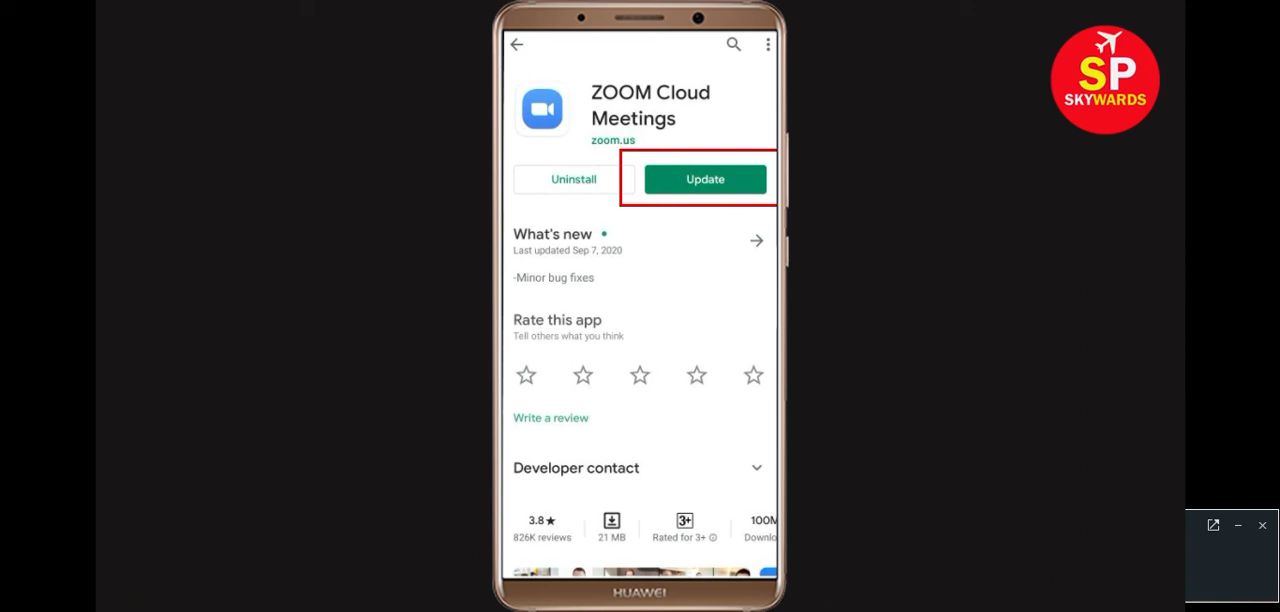 ZOOM Cloud
Meetings
zoom.us
Uninstall
Update
What's new
Last updated Sep 7, 2020
-Minor bug fixes
Rate this app
Tell others what you think
Write a review
Developer contact
3.8★
826K reviews
21 MB
3+
Rated for 3+
100M
Downlo
HUAWEI
SP
SKYWARDS